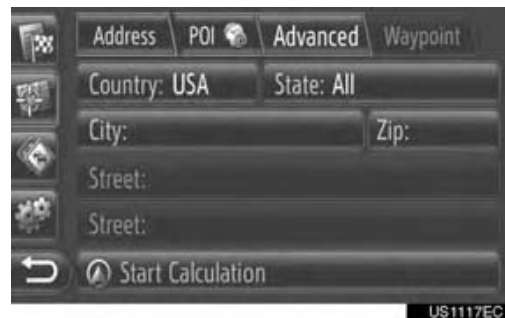 Address POI Advanced Waypoint
Country: USA State: All
City: Zip:
Street:
Street:
Start Calculation
US1117EC